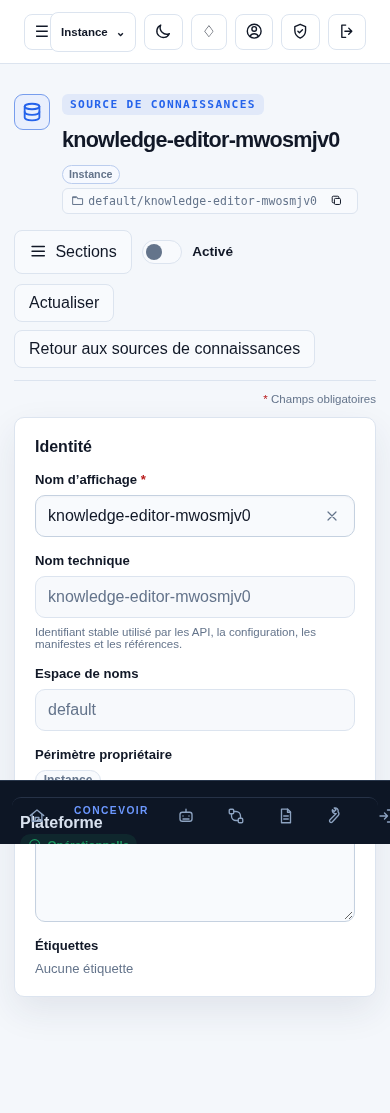 Instance
SOURCE DE CONNAISSANCES
knowledge-editor-mwosmjv0
Instance
default/knowledge-editor-mwosmjv0
Sections
Activé
Actualiser
Retour aux sources de connaissances
* Champs obligatoires
Identité
Nom d’affichage *
knowledge-editor-mwosmjv0
Nom technique
knowledge-editor-mwosmjv0
Identifiant stable utilisé par les API, la configuration, les
manifestes et les références.
Espace de noms
default
Périmètre propriétaire
Instance
CONCEVOIR
Plateforme
Opérationnelle
Étiquettes
Aucune étiquette